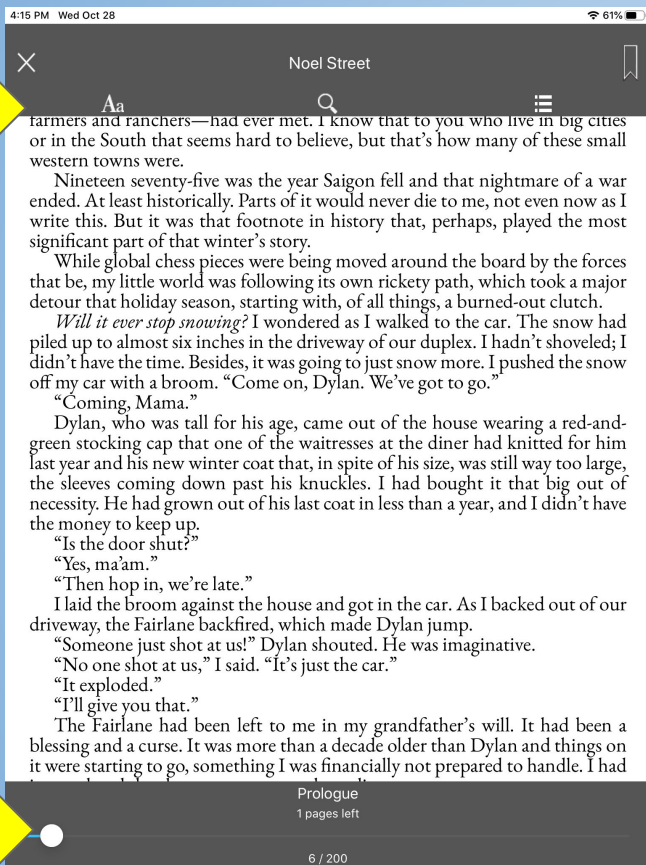 4:15 PM Wed Oct 28
61%
Noel Street
Aa
farmers and ranchers—had ever met. I know that to you who live in big cities
or in the South that seems hard to believe, but that’s how many of these small
western towns were.
Nineteen seventy-five was the year Saigon fell and that nightmare of a war
ended. At least historically. Parts of it would never die to me, not even now as I
write this. But it was that footnote in history that, perhaps, played the most
significant part of that winter’s story.
While global chess pieces were being moved around the board by the forces
that be, my little world was following its own rickety path, which took a major
detour that holiday season, starting with, of all things, a burned-out clutch.
Will it ever stop snowing? I wondered as I walked to the car. The snow had
piled up to almost six inches in the driveway of our duplex. I hadn’t shoveled; I
didn’t have the time. Besides, it was going to just snow more. I pushed the snow
off my car with a broom. “Come on, Dylan. We’ve got to go.”
“Coming, Mama.”
Dylan, who was tall for his age, came out of the house wearing a red-and-
green stocking cap that one of the waitresses at the diner had knitted for him
last year and his new winter coat that, in spite of his size, was still way too large,
the sleeves coming down past his knuckles. I had bought it that big out of
necessity. He had grown out of his last coat in less than a year, and I didn’t have
the money to keep up.
“Is the door shut?”
“Yes, ma’am.”
“Then hop in, we’re late.”
I laid the broom against the house and got in the car. As I backed out of our
driveway, the Fairlane backfired, which made Dylan jump.
“Someone just shot at us!” Dylan shouted. He was imaginative.
“No one shot at us,” I said. “It’s just the car.”
“It exploded.”
“I’ll give you that.”
The Fairlane had been left to me in my grandfather’s will. It had been a
blessing and a curse. It was more than a decade older than Dylan and things on
it were starting to go, something I was financially not prepared to handle. I had
Prologue
1 pages left
6 / 200